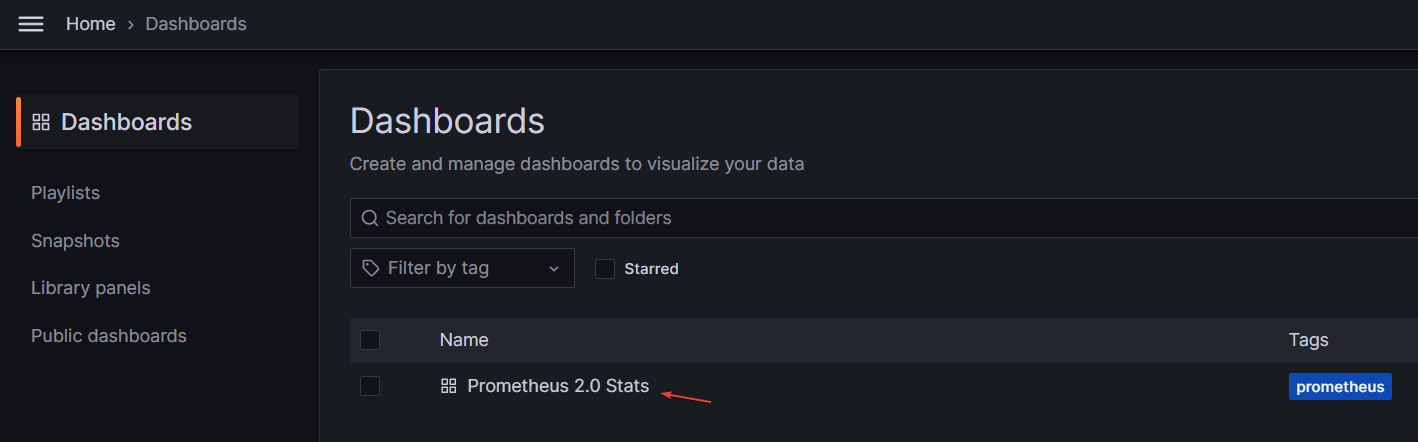 Home › Dashboards
Dashboards
Playlists
Snapshots
Library panels
Public dashboards
Dashboards
Create and manage dashboards to visualize your data
Search for dashboards and folders
Filter by tag
Starred
Name Tags
Prometheus 2.0 Stats prometheus